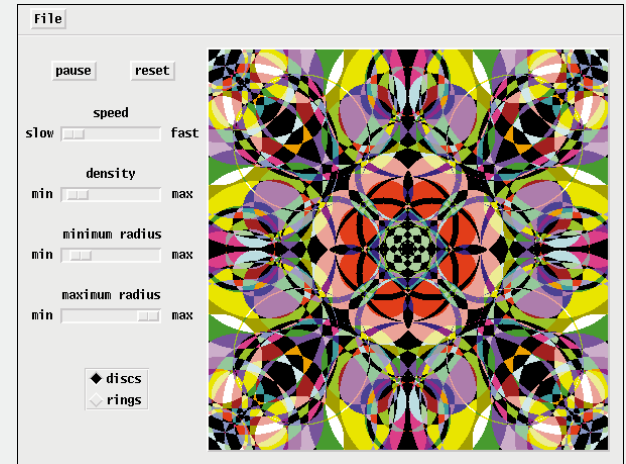 File
pause reset
speed
slow fast
density
min max
minimum radius
min max
maximum radius
min max
discs
rings